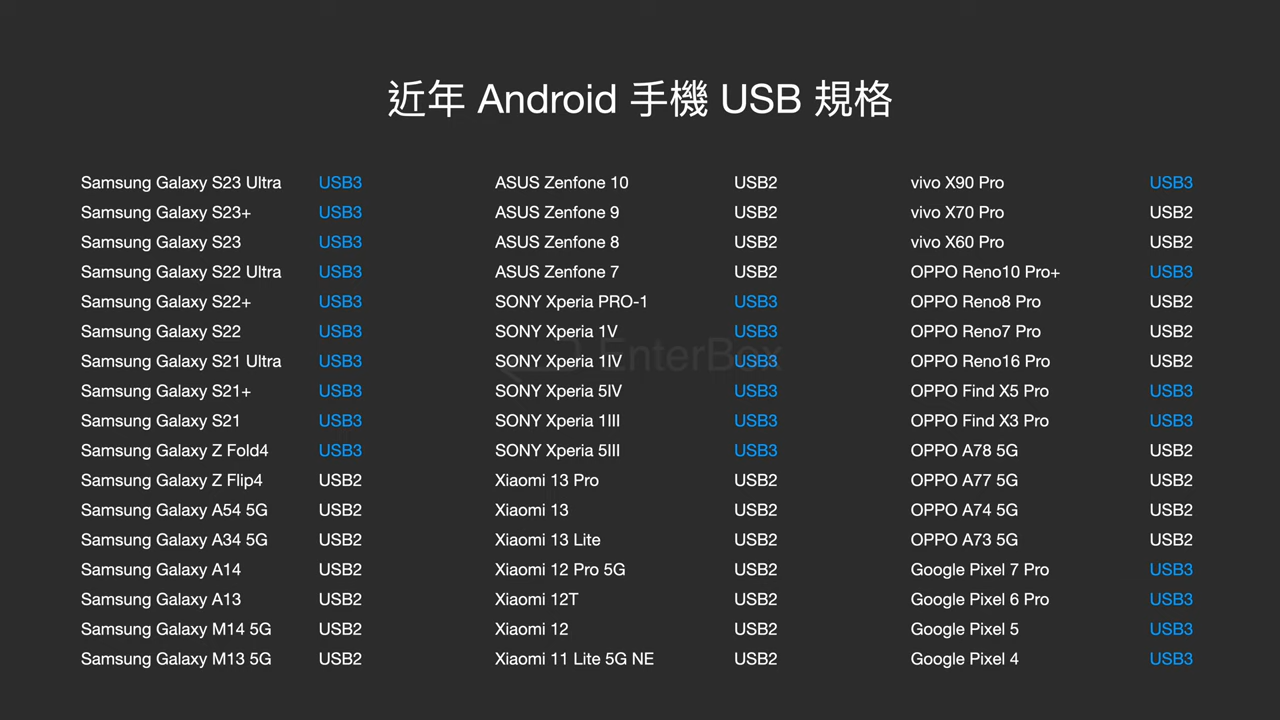 近年 Android 手機 USB 規格
Samsung Galaxy S23 Ultra USB3
Samsung Galaxy S23+ USB3
Samsung Galaxy S23 USB3
Samsung Galaxy S22 Ultra USB3
Samsung Galaxy S22+ USB3
Samsung Galaxy S22 USB3
Samsung Galaxy S21 Ultra USB3
Samsung Galaxy S21+ USB3
Samsung Galaxy S21 USB3
Samsung Galaxy Z Fold4 USB3
Samsung Galaxy Z Flip4 USB2
Samsung Galaxy A54 5G USB2
Samsung Galaxy A34 5G USB2
Samsung Galaxy A14 USB2
Samsung Galaxy A13 USB2
Samsung Galaxy M14 5G USB2
Samsung Galaxy M13 5G USB2
ASUS Zenfone 10 USB2
ASUS Zenfone 9 USB2
ASUS Zenfone 8 USB2
ASUS Zenfone 7 USB2
SONY Xperia PRO-1 USB3
SONY Xperia 1V USB3
SONY Xperia 1IV USB3
SONY Xperia 5IV USB3
SONY Xperia 1III USB3
SONY Xperia 5III USB3
Xiaomi 13 Pro USB2
Xiaomi 13 USB2
Xiaomi 13 Lite USB2
Xiaomi 12 Pro 5G USB2
Xiaomi 12T USB2
Xiaomi 12 USB2
Xiaomi 11 Lite 5G NE USB2
vivo X90 Pro USB3
vivo X70 Pro USB2
vivo X60 Pro USB2
OPPO Reno10 Pro+ USB3
OPPO Reno8 Pro USB2
OPPO Reno7 Pro USB2
OPPO Reno16 Pro USB2
OPPO Find X5 Pro USB3
OPPO Find X3 Pro USB3
OPPO A78 5G USB2
OPPO A77 5G USB2
OPPO A74 5G USB2
OPPO A73 5G USB2
Google Pixel 7 Pro USB3
Google Pixel 6 Pro USB3
Google Pixel 5 USB3
Google Pixel 4 USB3
EnterBox